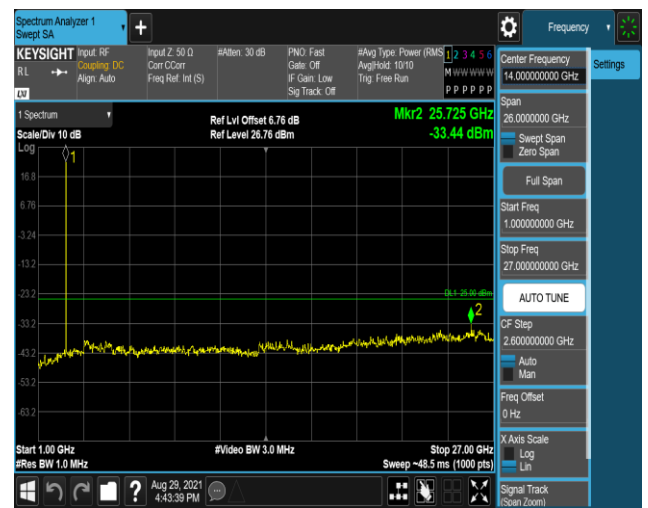 Spectrum Analyzer 1
Swept SA
Frequency
KEYSIGHT
RL
Input: RF
Coupling: DC
Align: Auto
Input Z: 50 Ω
Corr CCorr
Freq Ref: Int (S)
#Atten: 30 dB
PNO: Fast
Gate: Off
IF Gain: Low
Sig Track: Off
#Avg Type: Power (RMS
Avg|Hold: 10/10
Trig: Free Run
1 2 3 4 5 6
M W W W W W
P P P P P P
LXI
1 Spectrum
Scale/Div 10 dB
Log
Ref Lvl Offset 6.76 dB
Ref Level 26.76 dBm
Mkr2 25.725 GHz
-33.44 dBm
1
16.8
6.76
-3.24
-13.2
-23.2
-33.2
-43.2
-53.2
-63.2
DL1 -25.00 dBm
2
Start 1.00 GHz
#Res BW 1.0 MHz
#Video BW 3.0 MHz
Stop 27.00 GHz
Sweep ~48.5 ms (1000 pts)
?
Aug 29, 2021
4:43:39 PM
Center Frequency
14.000000000 GHz
Settings
Span
26.0000000 GHz
Swept Span
Zero Span
Full Span
Start Freq
1.000000000 GHz
Stop Freq
27.000000000 GHz
AUTO TUNE
CF Step
2.600000000 GHz
Auto
Man
Freq Offset
0 Hz
X Axis Scale
Log
Lin
Signal Track
(Span Zoom)